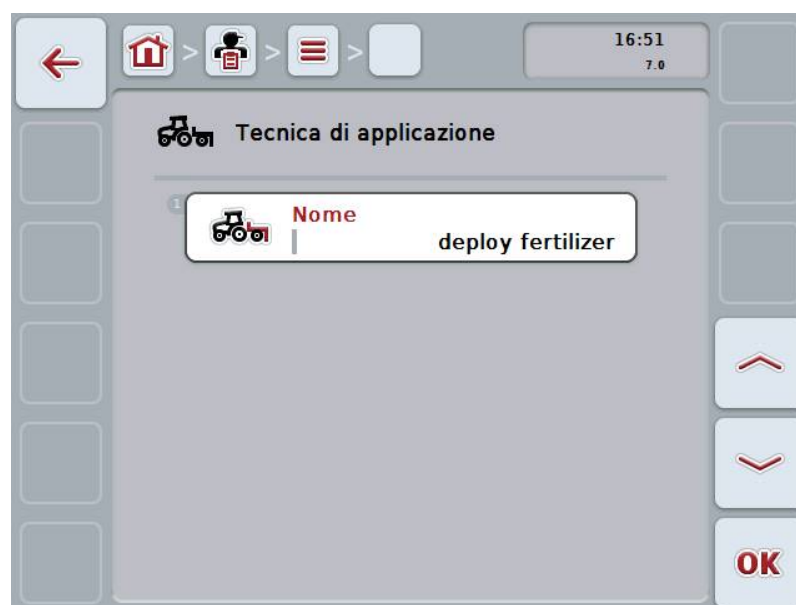 > > >
16:51
7.0
Tecnica di applicazione
1
Nome
deploy fertilizer
OK